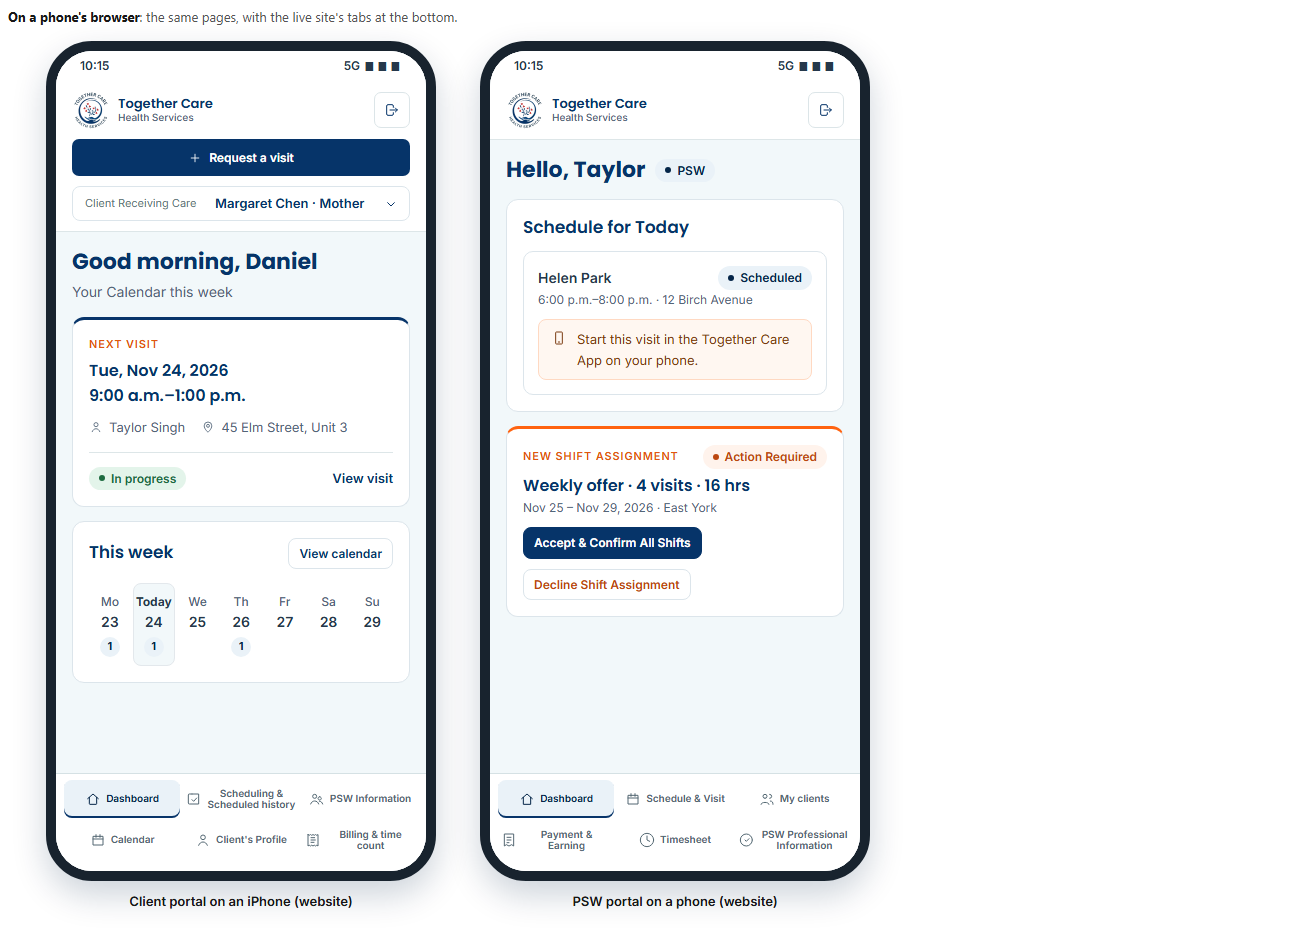 On a phone's browser: the same pages, with the live site's tabs at the bottom.
10:15
5G
TOGETHER CARE
HEALTH SERVICES
Together Care
Health Services
+ Request a visit
Client Receiving Care Margaret Chen · Mother
Good morning, Daniel
Your Calendar this week
NEXT VISIT
Tue, Nov 24, 2026
9:00 a.m.–1:00 p.m.
Taylor Singh 45 Elm Street, Unit 3
In progress
View visit
This week
View calendar
Mo Today We Th Fr Sa Su
23 24 25 26 27 28 29
1 1 1
Dashboard
Scheduling &
Scheduled history
PSW Information
Calendar
Client's Profile
Billing & time
count
Client portal on an iPhone (website)
10:15
5G
TOGETHER CARE
HEALTH SERVICES
Together Care
Health Services
Hello, Taylor
PSW
Schedule for Today
Helen Park
Scheduled
6:00 p.m.–8:00 p.m. · 12 Birch Avenue
Start this visit in the Together Care
App on your phone.
NEW SHIFT ASSIGNMENT
Action Required
Weekly offer · 4 visits · 16 hrs
Nov 25 – Nov 29, 2026 · East York
Accept & Confirm All Shifts
Decline Shift Assignment
Dashboard
Schedule & Visit
My clients
Payment &
Earning
Timesheet
PSW Professional
Information
PSW portal on a phone (website)